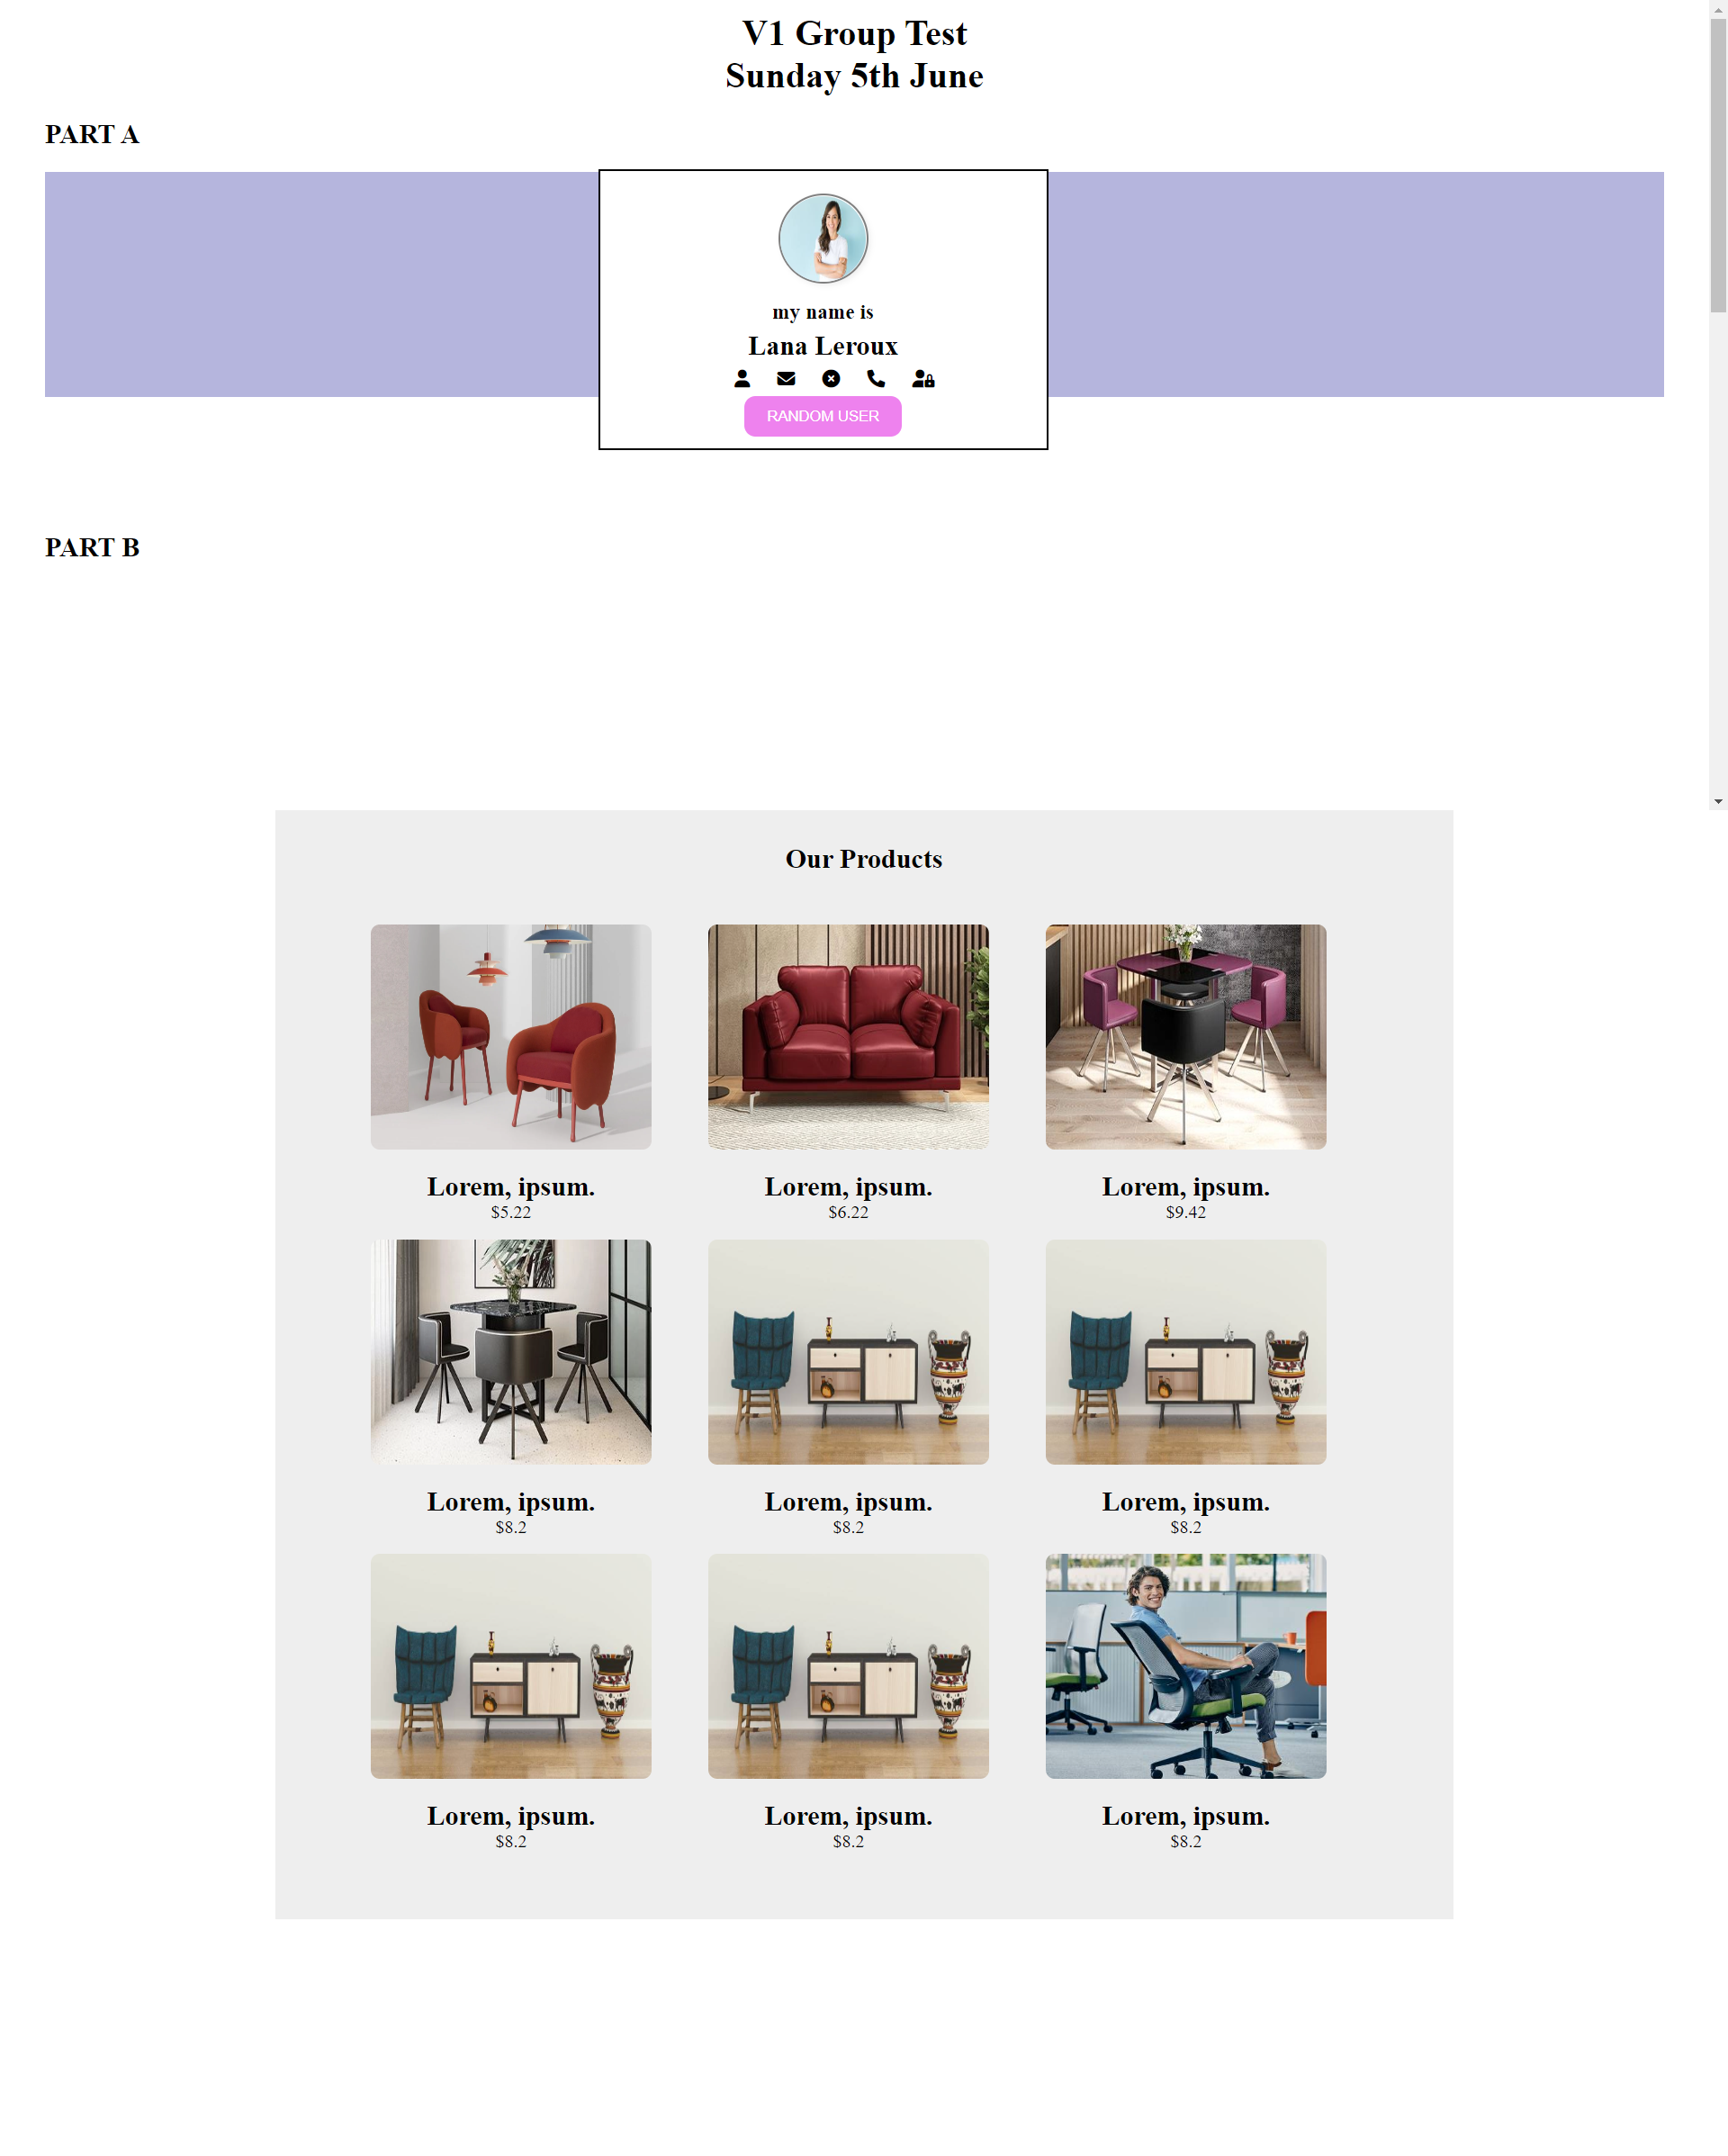 V1 Group Test
Sunday 5th June
PART A
my name is
Lana Leroux
RANDOM USER
PART B
Our Products
Lorem, ipsum.
$5.22
Lorem, ipsum.
$6.22
Lorem, ipsum.
$9.42
Lorem, ipsum.
$8.2
Lorem, ipsum.
$8.2
Lorem, ipsum.
$8.2
Lorem, ipsum.
$8.2
Lorem, ipsum.
$8.2
Lorem, ipsum.
$8.2